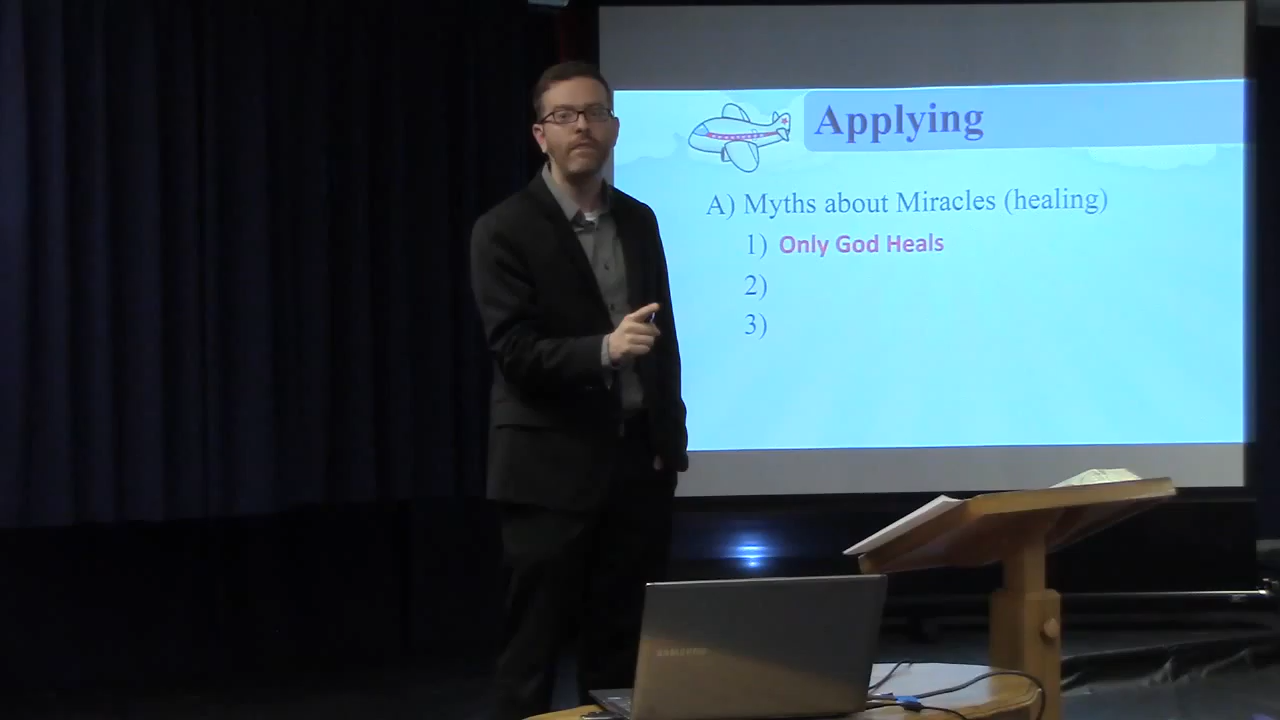 Applying
A) Myths about Miracles (healing)
1) Only God Heals
2)
3)
SAMSUNG